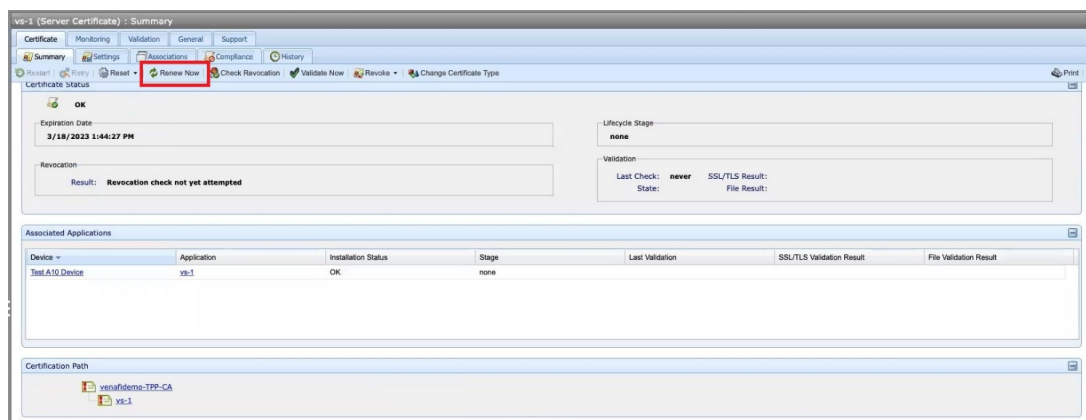 vs-1 (Server Certificate) : Summary
Certificate Monitoring Validation General Support
Summary Settings Associations Compliance History
Restart Retry Reset Renew Now Check Revocation Validate Now Revoke Change Certificate Type Print
Certificate Status
OK
Expiration Date
3/18/2023 1:44:27 PM
Lifecycle Stage
none
Revocation
Result: Revocation check not yet attempted
Validation
Last Check: never SSL/TLS Result:
State: File Result:
Associated Applications
Device Application Installation Status Stage Last Validation SSL/TLS Validation Result File Validation Result
Test A10 Device vs-1 OK none
Certification Path
venafidemo-TPP-CA
vs-1